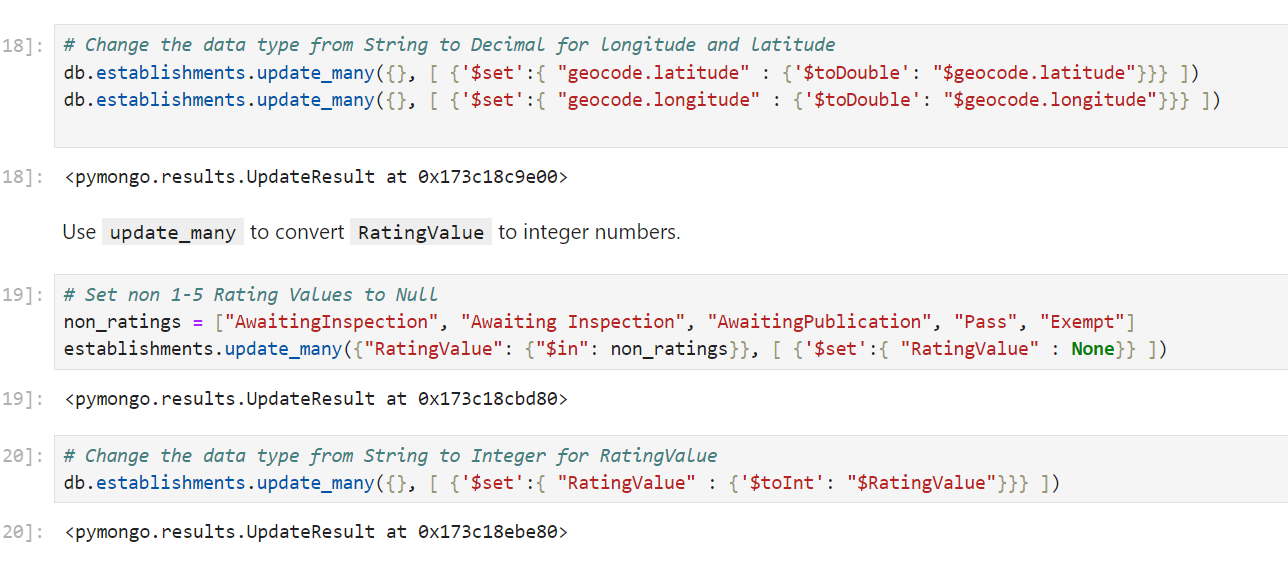 18]: # Change the data type from String to Decimal for longitude and latitude
db.establishments.update_many({}, [ {'$set':{ "geocode.latitude" : {'$toDouble': "$geocode.latitude"}}} ])
db.establishments.update_many({}, [ {'$set':{ "geocode.longitude" : {'$toDouble': "$geocode.longitude"}}} ])
18]: <pymongo.results.UpdateResult at 0x173c18c9e00>
Use update_many to convert RatingValue to integer numbers.
19]: # Set non 1-5 Rating Values to Null
non_ratings = ["AwaitingInspection", "Awaiting Inspection", "AwaitingPublication", "Pass", "Exempt"]
establishments.update_many({"RatingValue": {"$in": non_ratings}}, [ {'$set':{ "RatingValue" : None}} ])
19]: <pymongo.results.UpdateResult at 0x173c18cbd80>
20]: # Change the data type from String to Integer for RatingValue
db.establishments.update_many({}, [ {'$set':{ "RatingValue" : {'$toInt': "$RatingValue"}}} ])
20]: <pymongo.results.UpdateResult at 0x173c18ebe80>